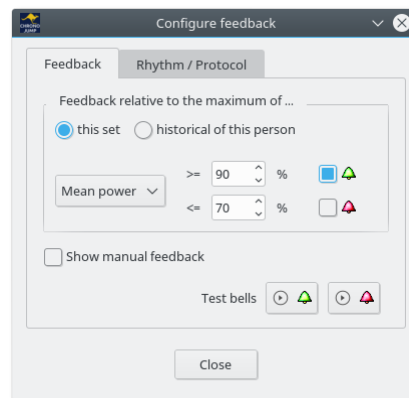 CHRONO
JUMP
Configure feedback
Feedback
Rhythm / Protocol
Feedback relative to the maximum of ...
this set
historical of this person
Mean power
>= 90 %
<= 70 %
Show manual feedback
Test bells
Close